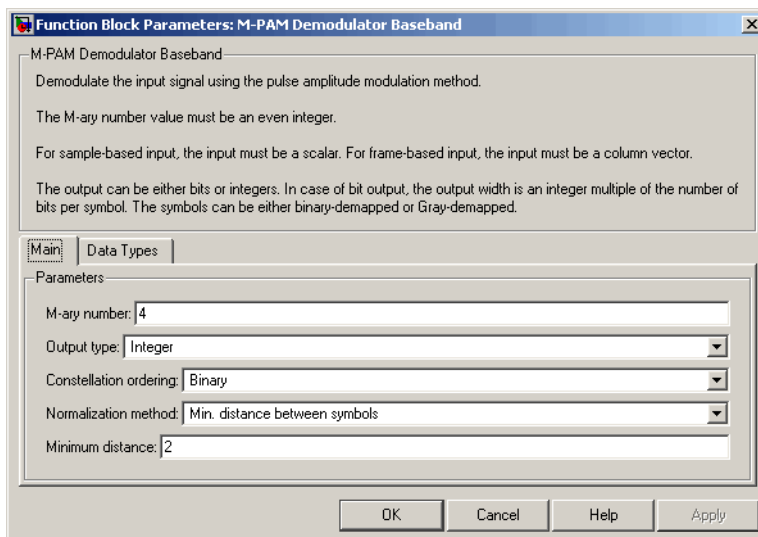 Function Block Parameters: M-PAM Demodulator Baseband
M-PAM Demodulator Baseband
Demodulate the input signal using the pulse amplitude modulation method.
The M-ary number value must be an even integer.
For sample-based input, the input must be a scalar. For frame-based input, the input must be a column vector.
The output can be either bits or integers. In case of bit output, the output width is an integer multiple of the number of
bits per symbol. The symbols can be either binary-demapped or Gray-demapped.
Main Data Types
Parameters
M-ary number: 4
Output type: Integer
Constellation ordering: Binary
Normalization method: Min. distance between symbols
Minimum distance: 2
OK Cancel Help Apply